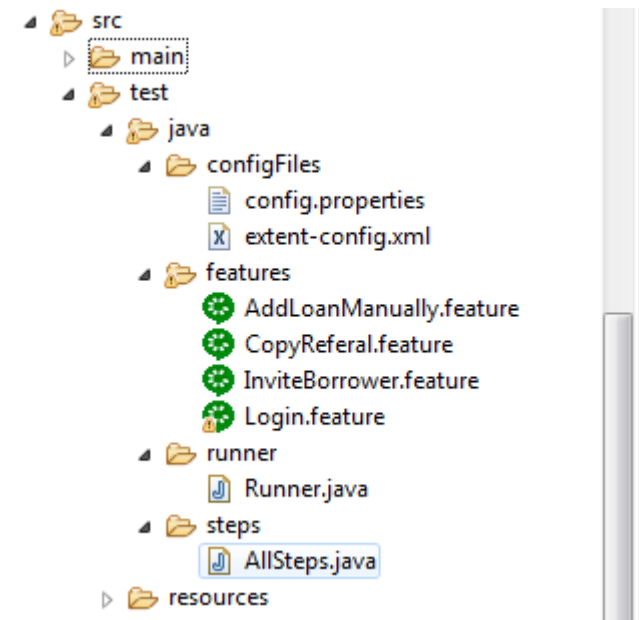 src
main
test
java
configFiles
config.properties
extent-config.xml
features
AddLoanManually.feature
CopyReferal.feature
InviteBorrower.feature
Login.feature
runner
Runner.java
steps
AllSteps.java
resources